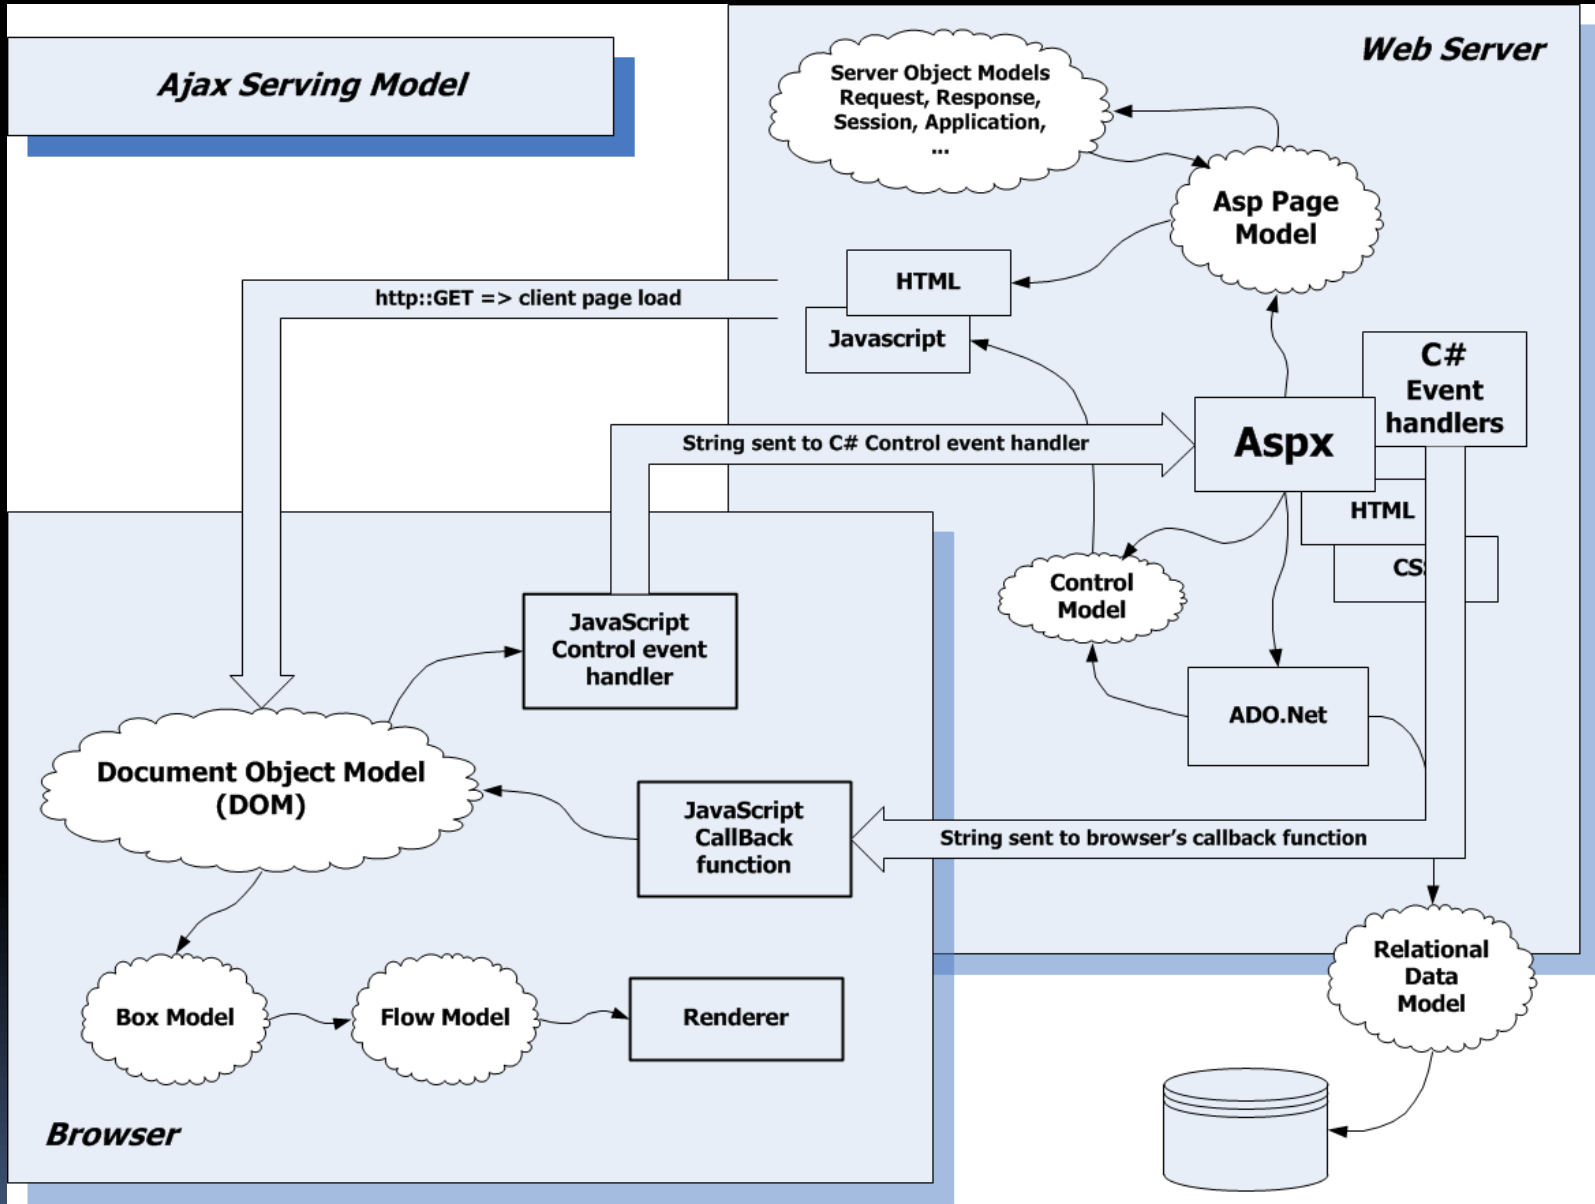 Ajax Serving Model
Web Server
Server Object Models
Request, Response,
Session, Application,
...
Asp Page
Model
HTML
Javascript
http::GET => client page load
C#
Event
handlers
Aspx
String sent to C# Control event handler
HTML
CS
Control
Model
JavaScript
Control event
handler
ADO.Net
Document Object Model
(DOM)
JavaScript
CallBack
function
String sent to browser's callback function
Relational
Data
Model
Box Model
Flow Model
Renderer
Browser